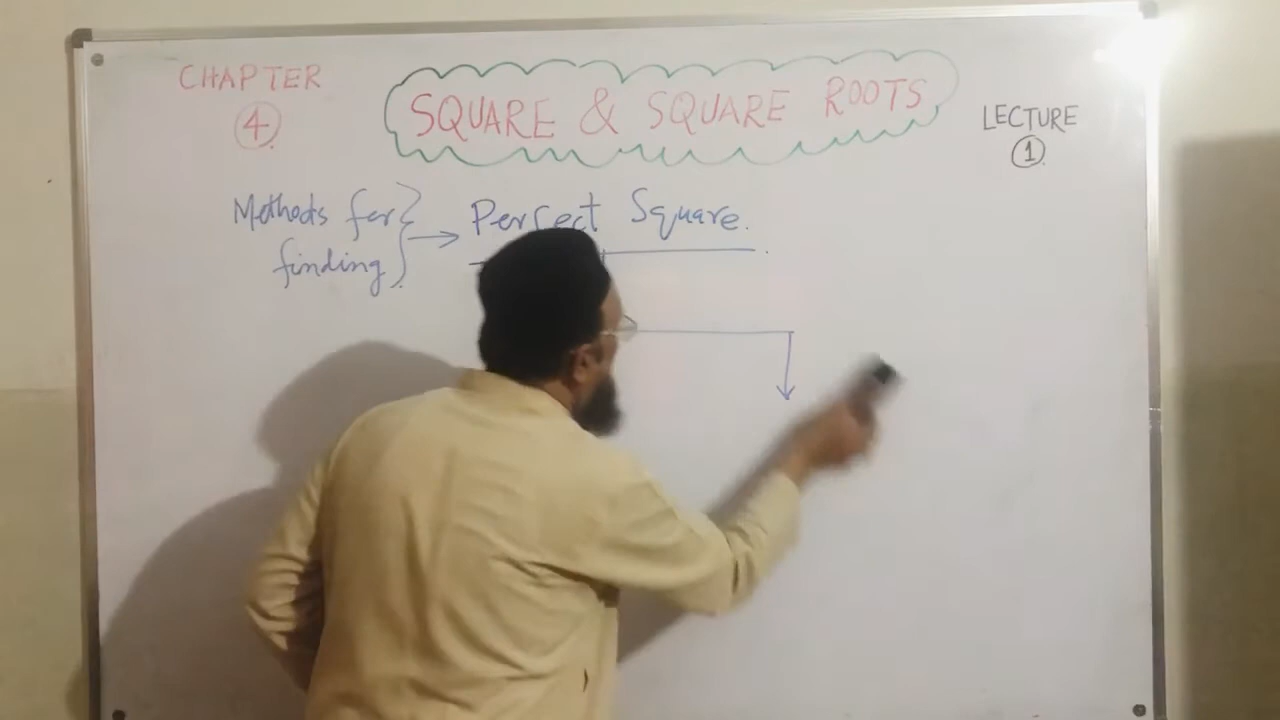 CHAPTER
4
SQUARE & SQUARE ROOTS
LECTURE
1
Methods for
finding
Perfect Square.